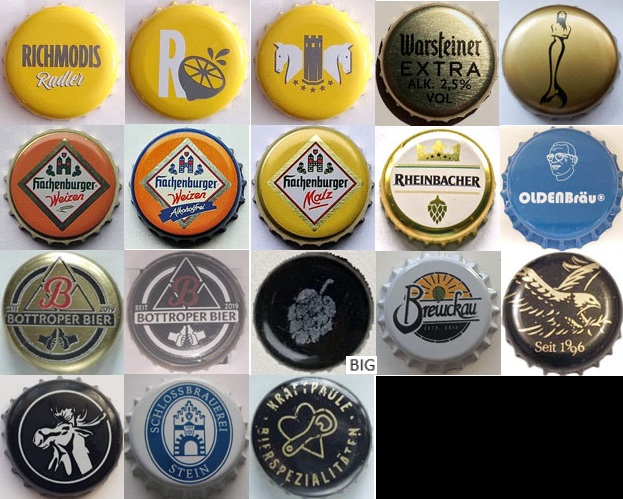 RICHMODIS
Radler
R
Warsteiner
EXTRA
ALK. 2,5%
VOL
Hachenburger
Weizen
Hachenburger
Weizen
Alkoholfrei
Hachenburger
Malz
RHEINBACHER
OLDENBräu®
B
SEIT 2019
BOTTROPER BIER
B
SEIT 2019
BOTTROPER BIER
BIG
Brewckau
Seit 1996
SCHLOSSBRAUEREI
STEIN
KRAFTPAULE
BIERSPEZIALITÄTEN